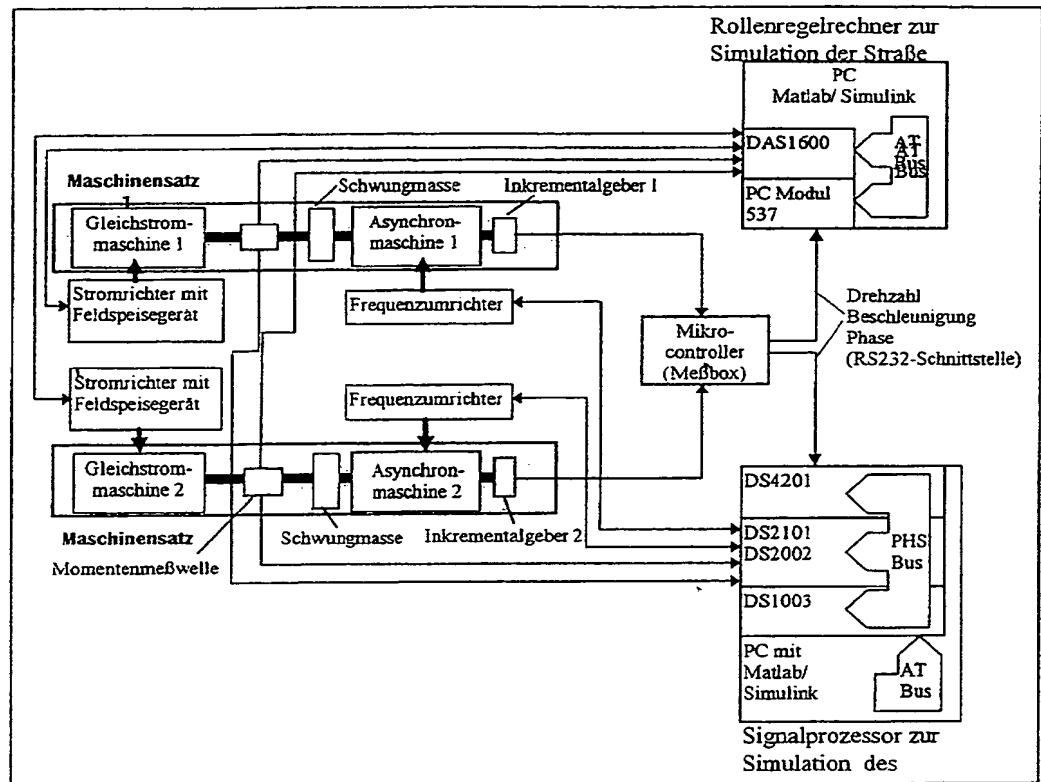 Rollenregelrechner zur
Simulation der Straße
PC
Matlab/ Simulink
DAS1600
AT
Bus
AT
Bus
PC Modul
537
Maschinensatz
1
Schwungmasse
Inkrementalgeber 1
Gleichstrom-
maschine 1
Asynchron-
maschine 1
Stromrichter mit
Feldspeisegerät
Frequenzumrichter
Mikro-
controller
(Meßbox)
Drehzahl
Beschleunigung
Phase
(RS232-Schnittstelle)
Stromrichter mit
Feldspeisegerät
Frequenzumrichter
Gleichstrom-
maschine 2
Asynchron-
maschine 2
Maschinensatz
Schwungmasse
Inkrementalgeber 2
Momentenmeßwelle
DS4201
DS2101
DS2002
PHS
Bus
DS1003
PC mit
Matlab/
Simulink
AT
Bus
Signalprozessor zur
Simulation des